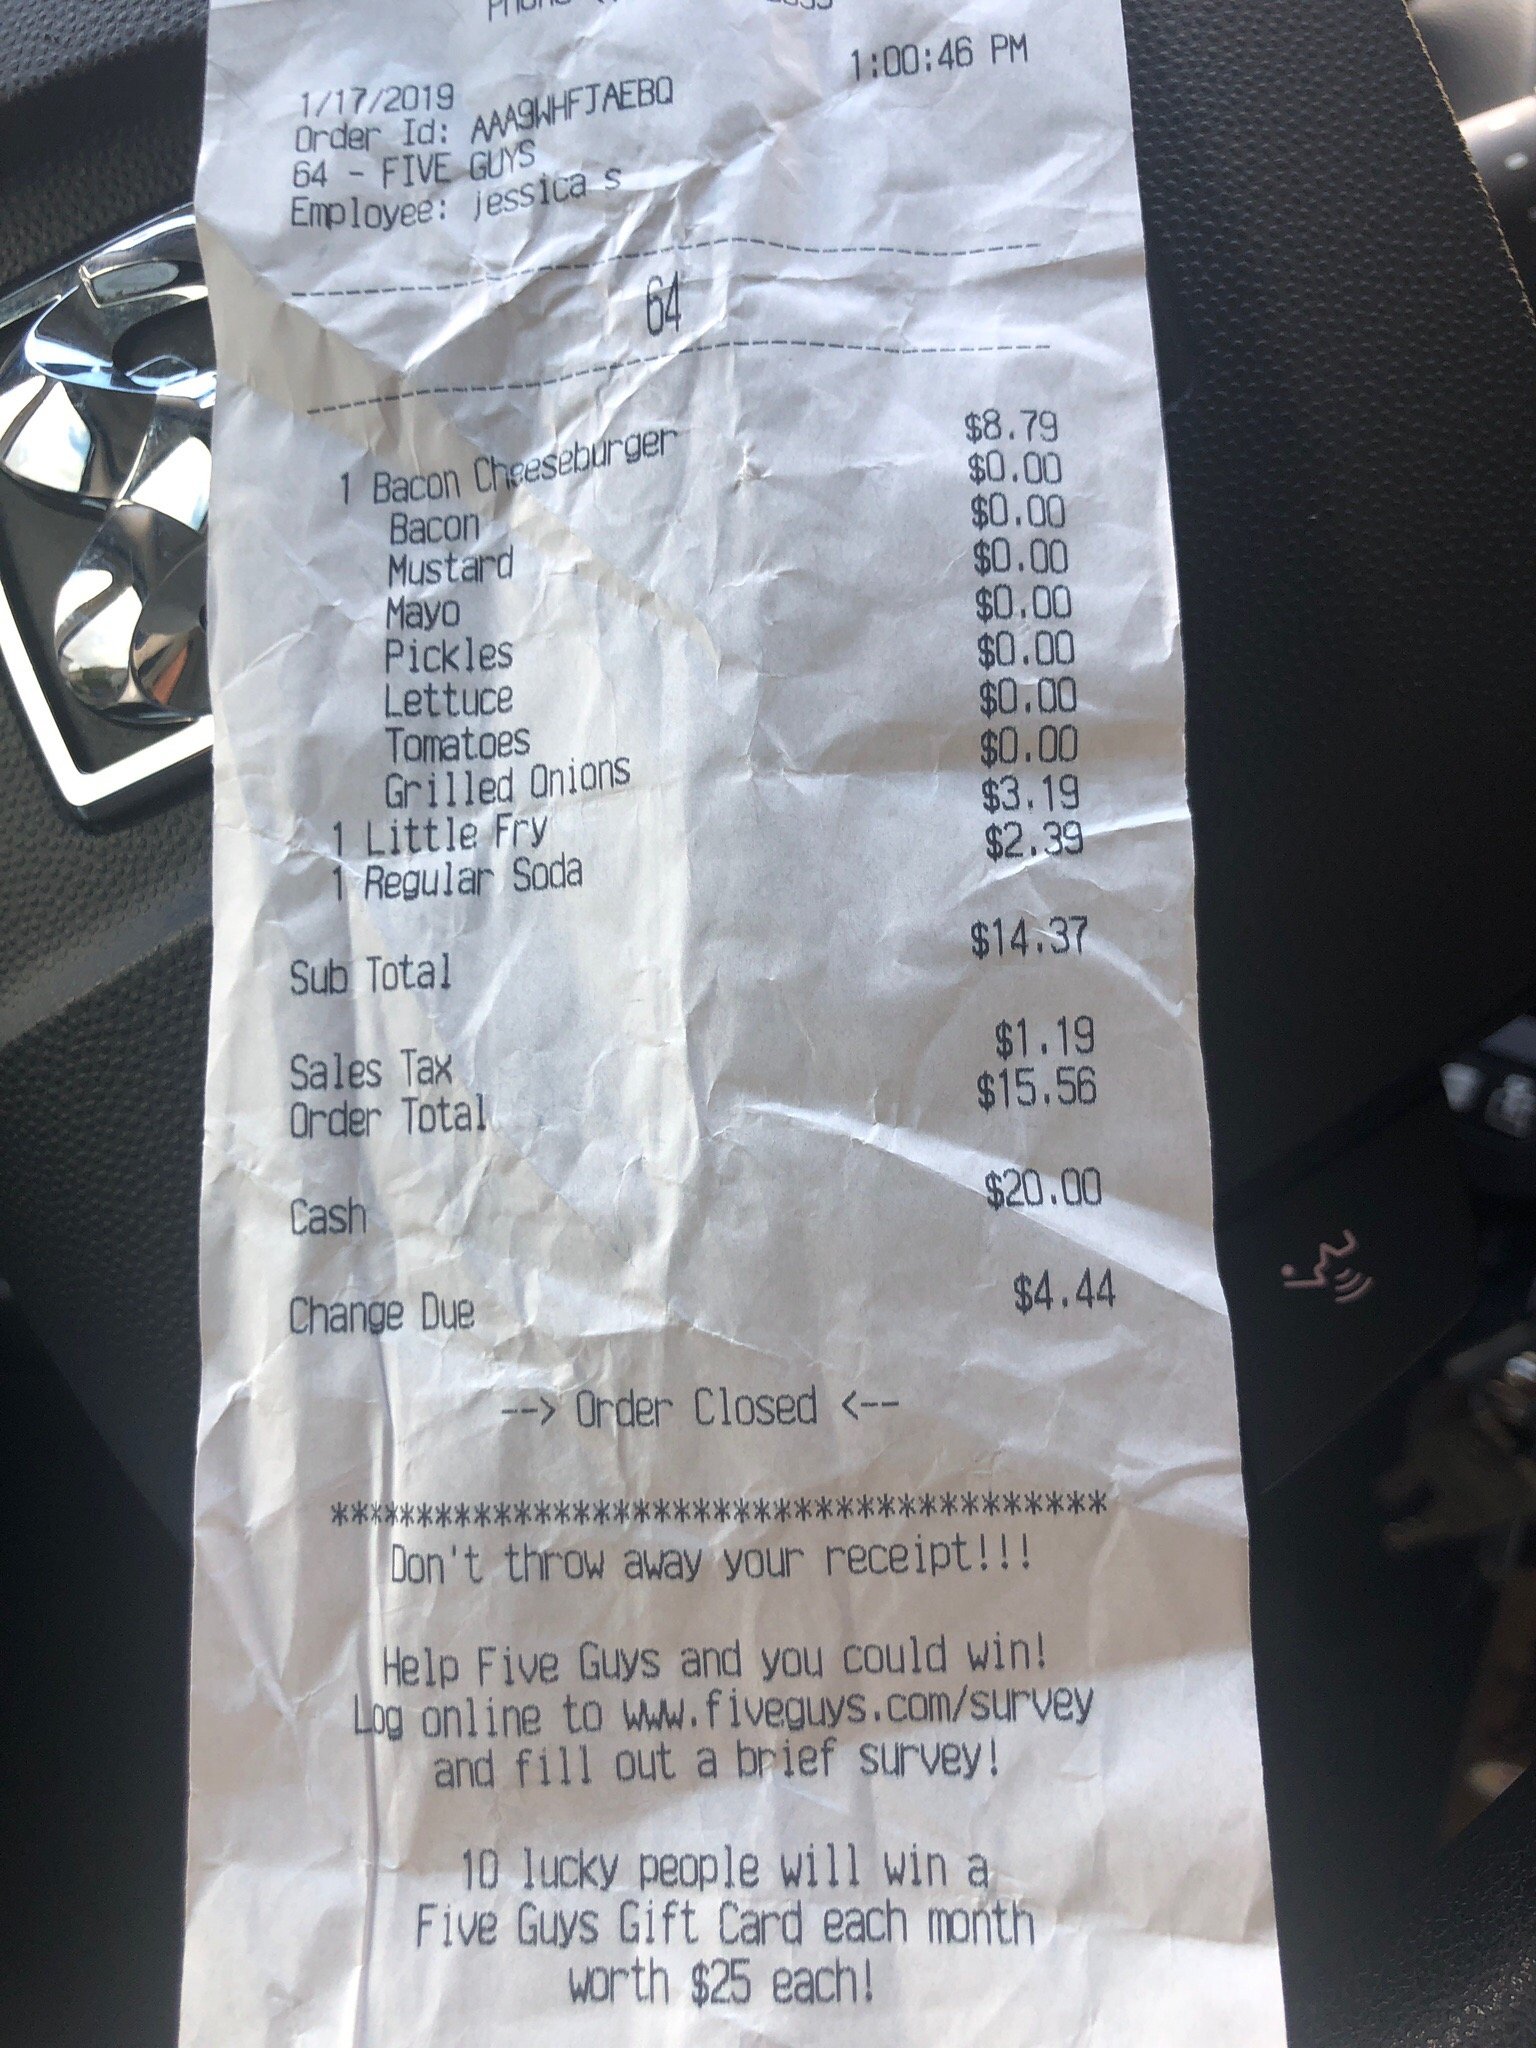 1/17/2019 1:00:46 PM
Order Id: AAA9WHFJAEBQ
64 - FIVE GUYS
Employee: jessica s
64
1 Bacon Cheeseburger $8.79
Bacon $0.00
Mustard $0.00
Mayo $0.00
Pickles $0.00
Lettuce $0.00
Tomatoes $0.00
Grilled Onions $0.00
1 Little Fry $3.19
1 Regular Soda $2.39
Sub Total $14.37
Sales Tax $1.19
Order Total $15.56
Cash $20.00
Change Due $4.44
--> Order Closed <--
****************************************
Don't throw away your receipt!!!
Help Five Guys and you could win!
Log online to www.fiveguys.com/survey
and fill out a brief survey!
10 lucky people will win a
Five Guys Gift Card each month
worth $25 each!